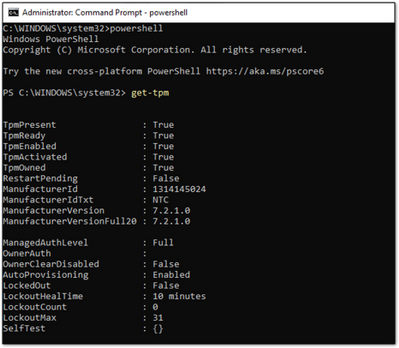 Administrator: Command Prompt - powershell
C:\WINDOWS\system32>powershell
Windows PowerShell
Copyright (C) Microsoft Corporation. All rights reserved.
Try the new cross-platform PowerShell https://aka.ms/pscore6
PS C:\WINDOWS\system32> get-tpm
TpmPresent : True
TpmReady : True
TpmEnabled : True
TpmActivated : True
TpmOwned : True
RestartPending : False
ManufacturerId : 1314145024
ManufacturerIdTxt : NTC
ManufacturerVersion : 7.2.1.0
ManufacturerVersionFull20 : 7.2.1.0
ManagedAuthLevel : Full
OwnerAuth :
OwnerClearDisabled : False
AutoProvisioning : Enabled
LockedOut : False
LockoutHealTime : 10 minutes
LockoutCount : 0
LockoutMax : 31
SelfTest : {}